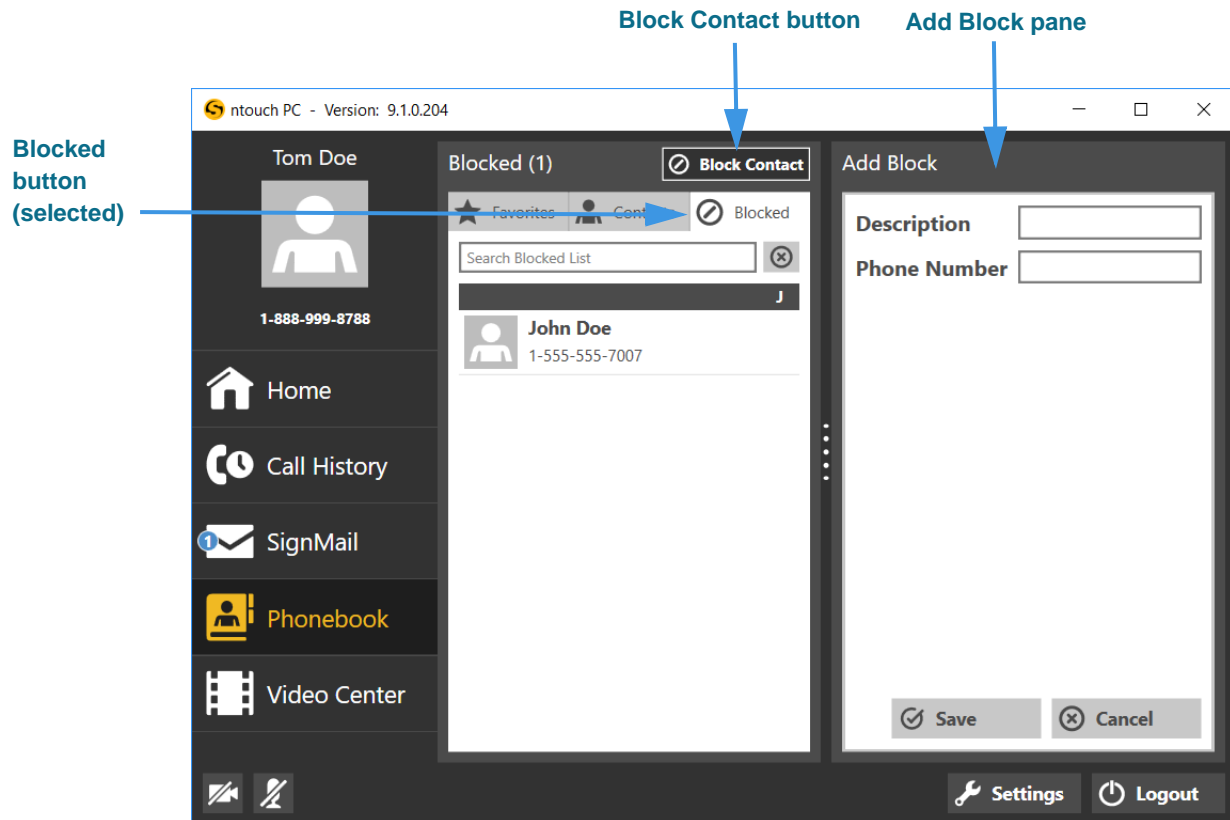 Block Contact button
Add Block pane
ntouch PC - Version: 9.1.0.204
Blocked
button
(selected)
Tom Doe
1-888-999-8788
Home
Call History
1
SignMail
Phonebook
Video Center
Blocked (1)
Block Contact
Favorites
Blocked
Search Blocked List
J
John Doe
1-555-555-7007
Add Block
Description
Phone Number
Save
Cancel
Settings
Logout